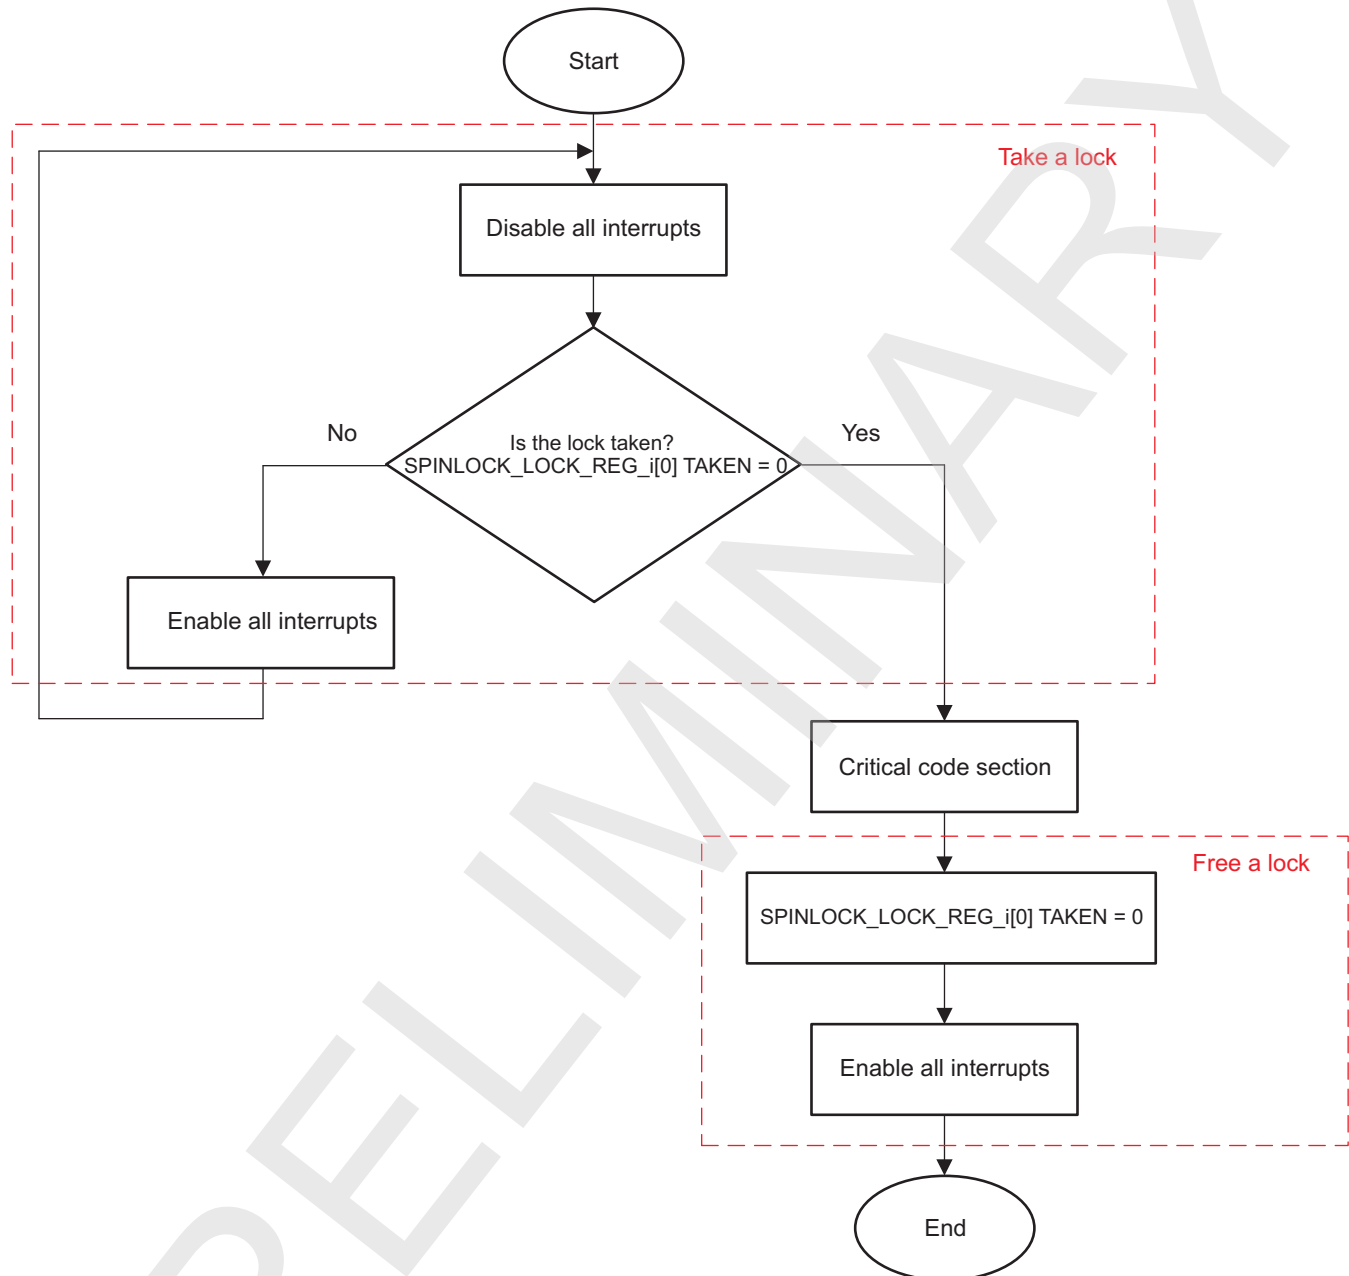 Start
Take a lock
Disable all interrupts
No
Yes
Is the lock taken?
SPINLOCK_LOCK_REG_i[0] TAKEN = 0
Enable all interrupts
Critical code section
Free a lock
SPINLOCK_LOCK_REG_i[0] TAKEN = 0
Enable all interrupts
End
PRELIMINARY